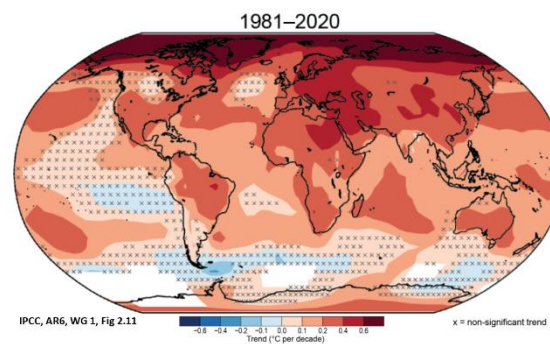 1981–2020
IPCC, AR6, WG 1, Fig 2.11
x = non-significant trend
−0.6 −0.4 −0.2 −0.1 0.0 0.1 0.2 0.4 0.6
Trend (°C per decade)